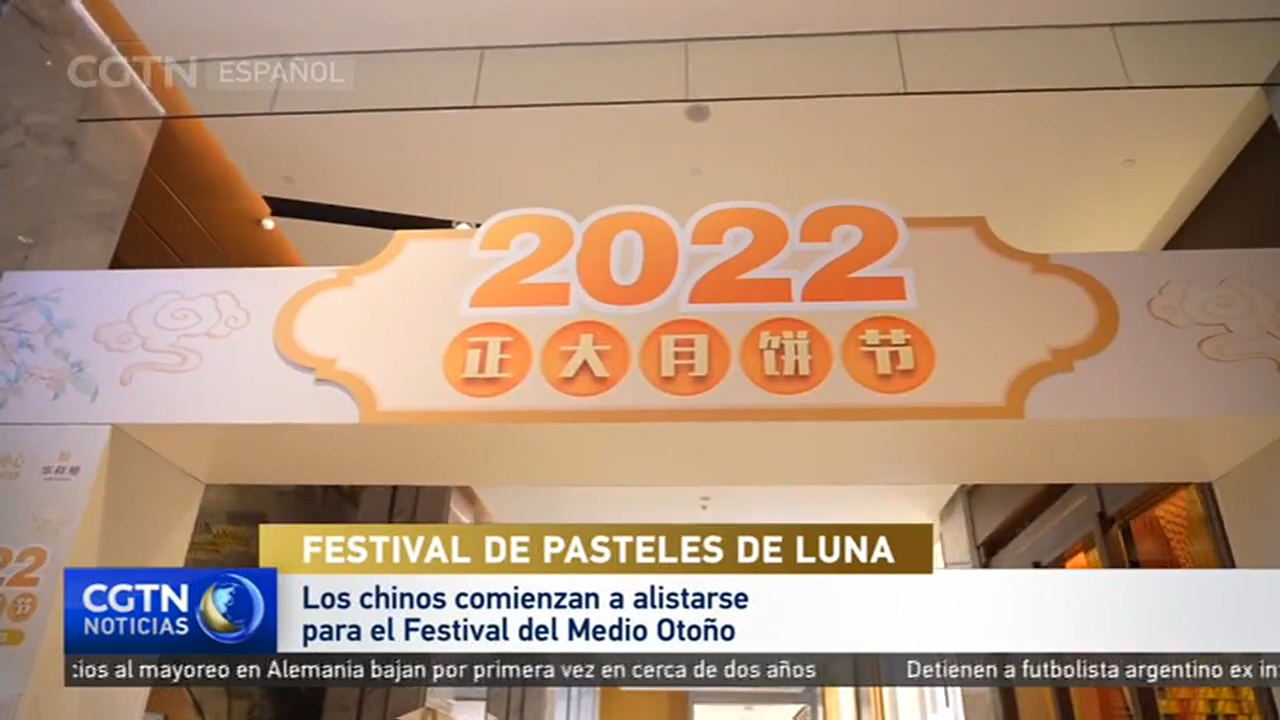 CGTN ESPAÑOL
2022
正大月饼节
22
节
FESTIVAL DE PASTELES DE LUNA
CGTN
NOTICIAS
Los chinos comienzan a alistarse
para el Festival del Medio Otoño
cios al mayoreo en Alemania bajan por primera vez en cerca de dos años Detienen a futbolista argentino ex in